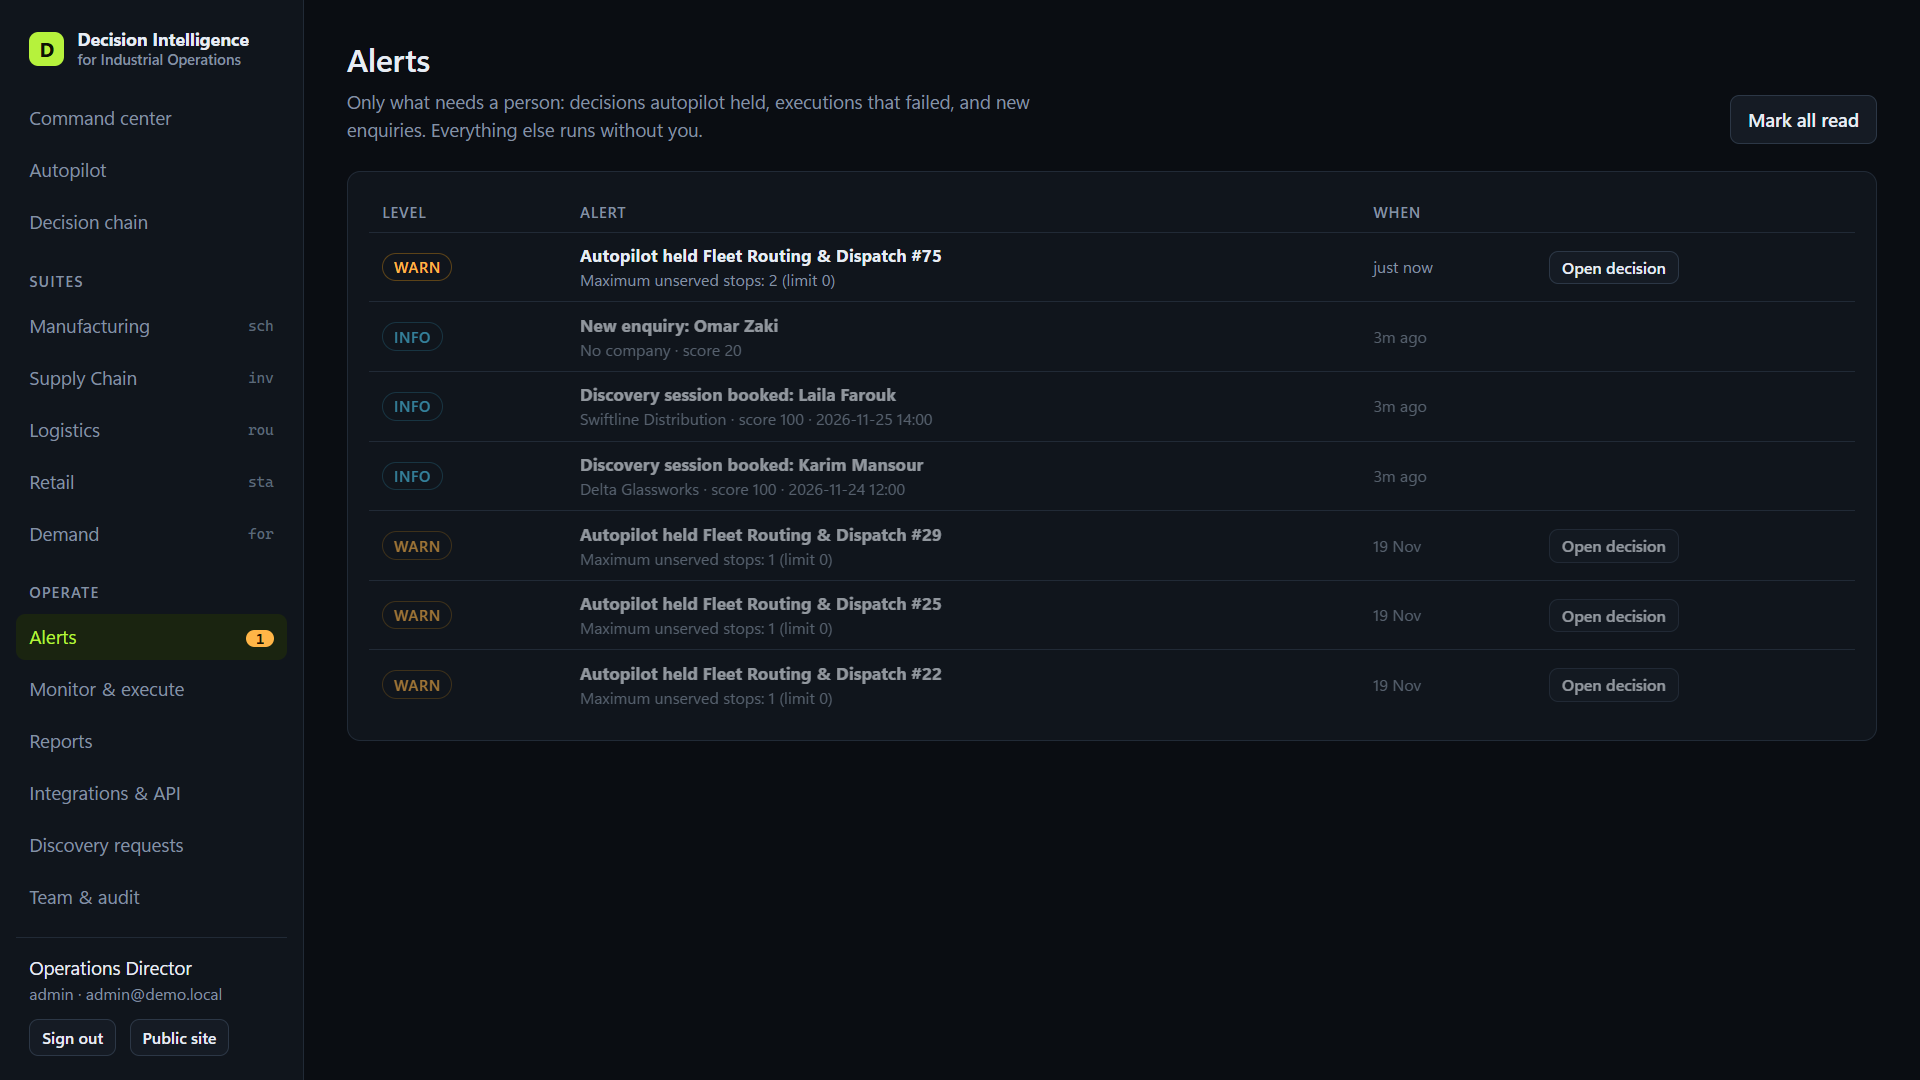 D
Decision Intelligence
for Industrial Operations
Command center
Autopilot
Decision chain
SUITES
Manufacturing sch
Supply Chain inv
Logistics rou
Retail sta
Demand for
OPERATE
Alerts 1
Monitor & execute
Reports
Integrations & API
Discovery requests
Team & audit
Operations Director
admin · admin@demo.local
Sign out Public site
Alerts
Only what needs a person: decisions autopilot held, executions that failed, and new
enquiries. Everything else runs without you.
Mark all read
LEVEL ALERT WHEN
WARN Autopilot held Fleet Routing & Dispatch #75 just now Open decision
Maximum unserved stops: 2 (limit 0)
INFO New enquiry: Omar Zaki 3m ago
No company · score 20
INFO Discovery session booked: Laila Farouk 3m ago
Swiftline Distribution · score 100 · 2026-11-25 14:00
INFO Discovery session booked: Karim Mansour 3m ago
Delta Glassworks · score 100 · 2026-11-24 12:00
WARN Autopilot held Fleet Routing & Dispatch #29 19 Nov Open decision
Maximum unserved stops: 1 (limit 0)
WARN Autopilot held Fleet Routing & Dispatch #25 19 Nov Open decision
Maximum unserved stops: 1 (limit 0)
WARN Autopilot held Fleet Routing & Dispatch #22 19 Nov Open decision
Maximum unserved stops: 1 (limit 0)